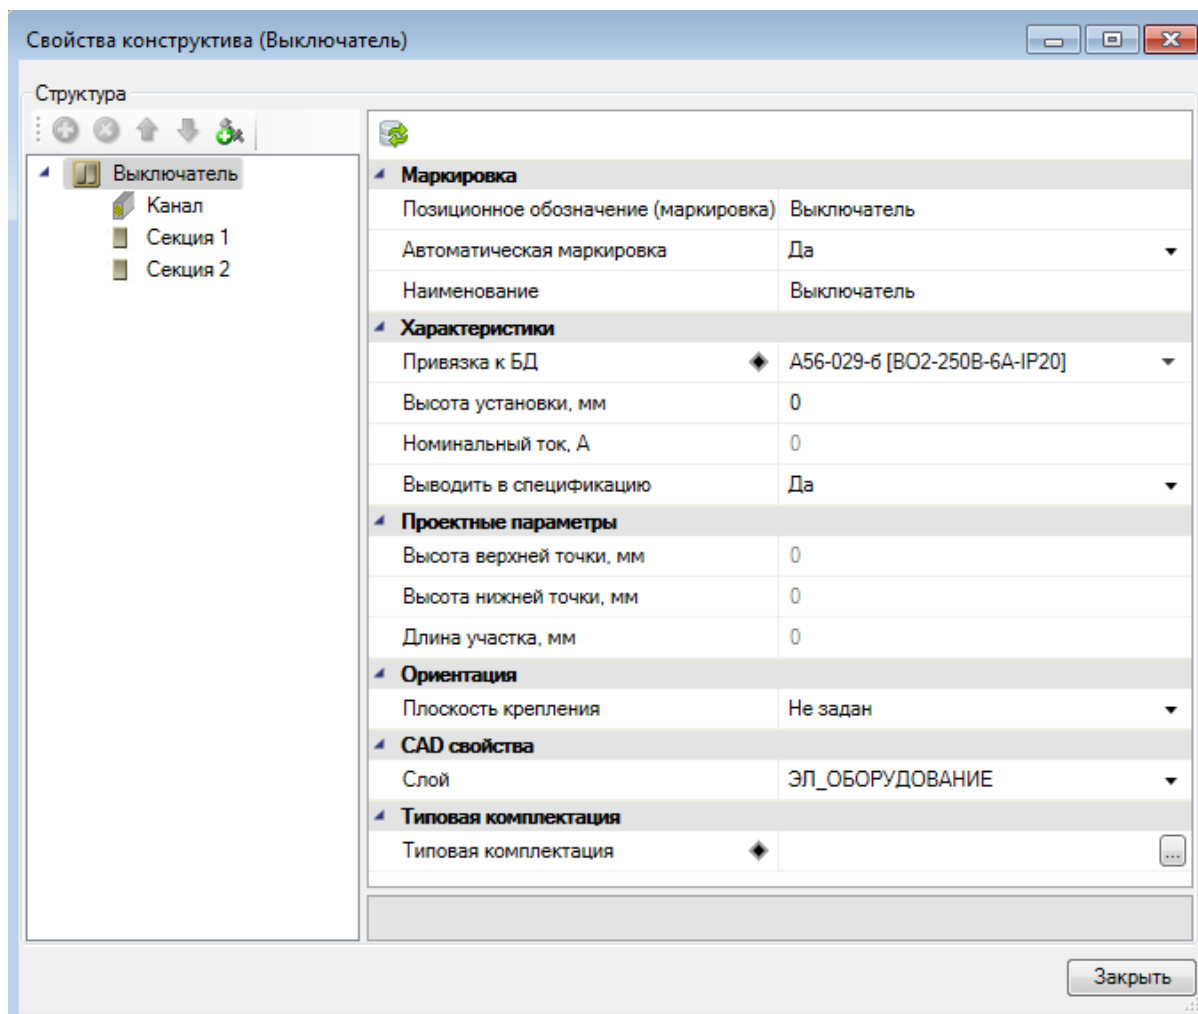 Свойства конструктива (Выключатель)
Структура
Выключатель
Канал
Секция 1
Секция 2
Маркировка
Позиционное обозначение (маркировка) Выключатель
Автоматическая маркировка Да
Наименование Выключатель
Характеристики
Привязка к БД А56-029-б [ВО2-250В-6А-IP20]
Высота установки, мм 0
Номинальный ток, А 0
Выводить в спецификацию Да
Проектные параметры
Высота верхней точки, мм 0
Высота нижней точки, мм 0
Длина участка, мм 0
Ориентация
Плоскость крепления Не задан
CAD свойства
Слой ЭЛ_ОБОРУДОВАНИЕ
Типовая комплектация
Типовая комплектация ...
Закрыть